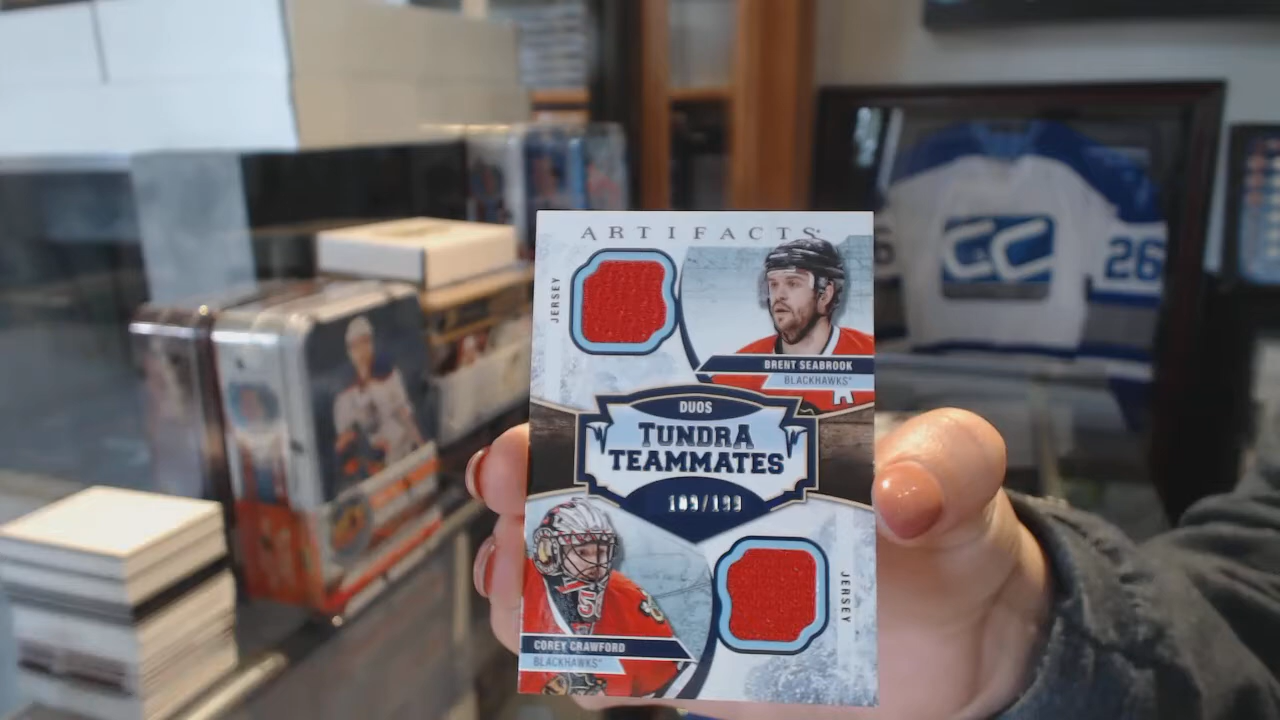 ARTIFACTS
JERSEY
BRENT SEABROOK
BLACKHAWKS
DUOS
TUNDRA
TEAMMATES
COREY CRAWFORD
BLACKHAWKS
JERSEY
CC
26